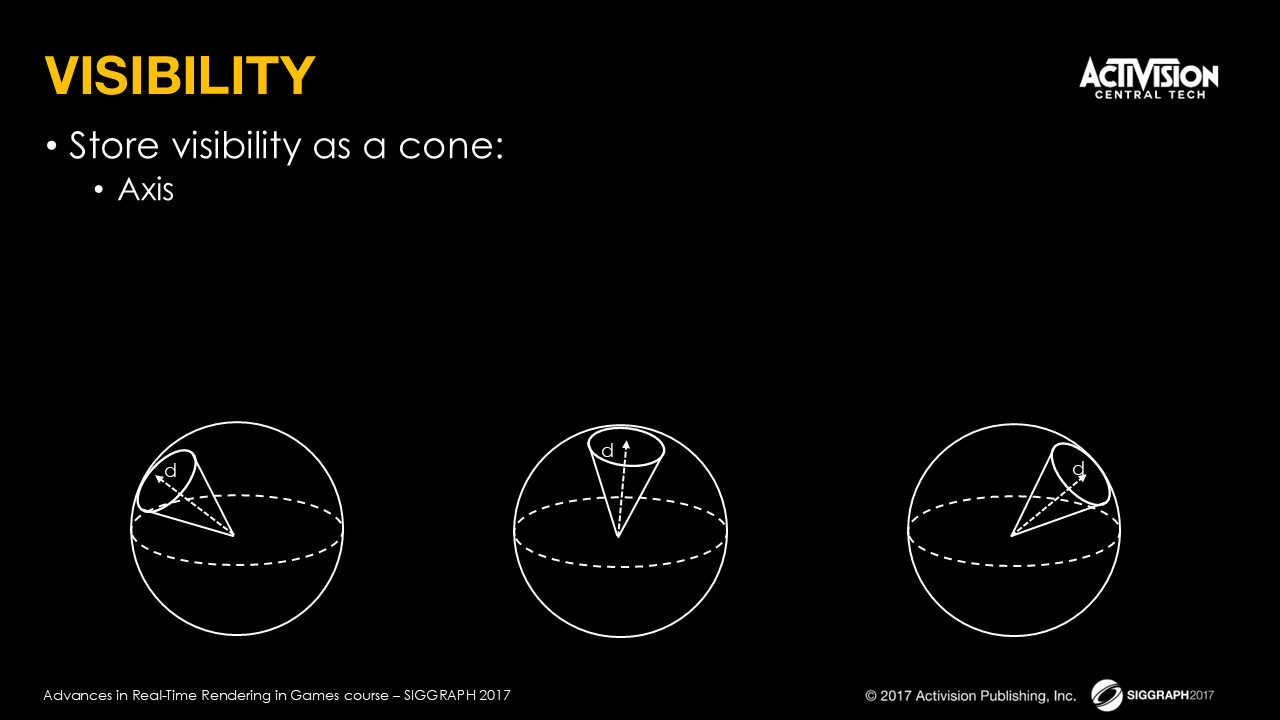 VISIBILITY
ACTIVISION
CENTRAL TECH
• Store visibility as a cone:
• Axis
d
d
d
Advances in Real-Time Rendering in Games course – SIGGRAPH 2017
© 2017 Activision Publishing, Inc.
SIGGRAPH2017